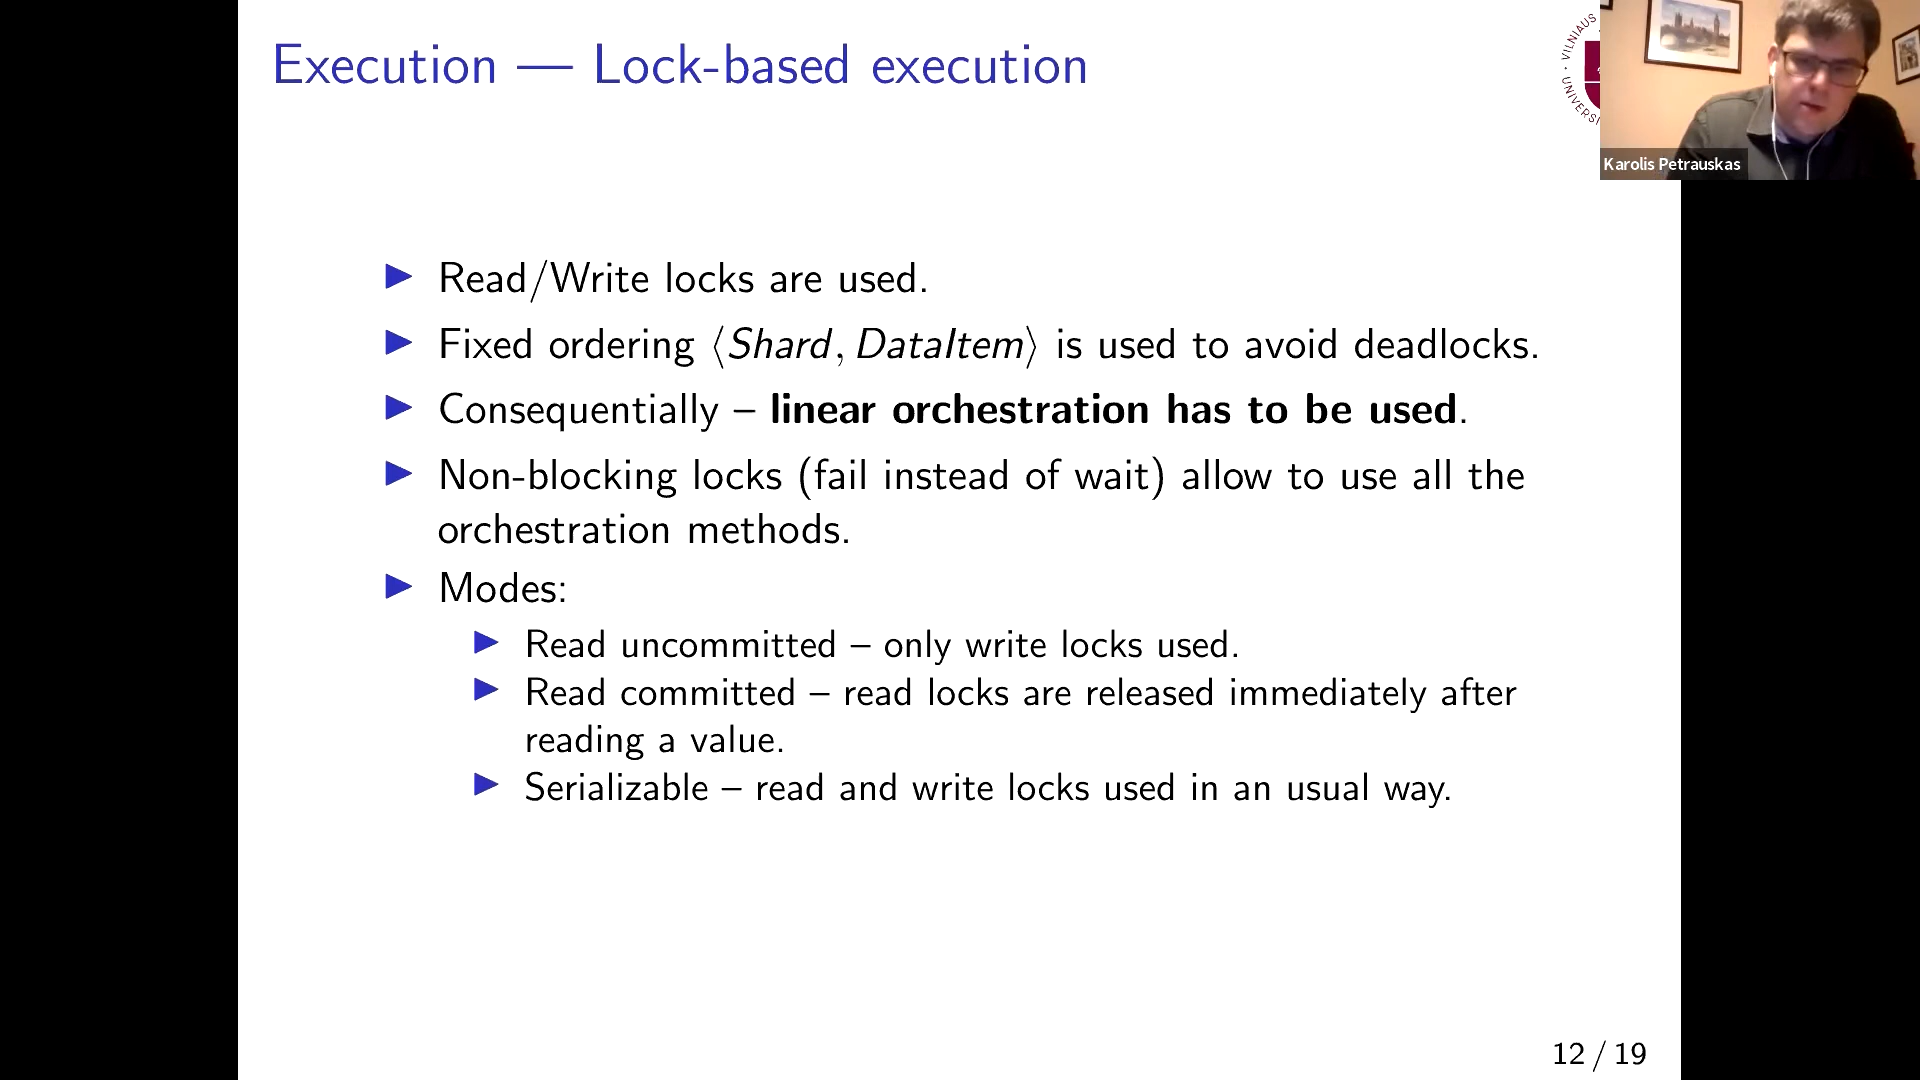 Execution — Lock-based execution
VILNIAUS
Karolis Petrauskas
▶ Read/Write locks are used.
▶ Fixed ordering ⟨Shard, DataItem⟩ is used to avoid deadlocks.
▶ Consequentially – linear orchestration has to be used.
▶ Non-blocking locks (fail instead of wait) allow to use all the
orchestration methods.
▶ Modes:
▶ Read uncommitted – only write locks used.
▶ Read committed – read locks are released immediately after
reading a value.
▶ Serializable – read and write locks used in an usual way.
12 / 19